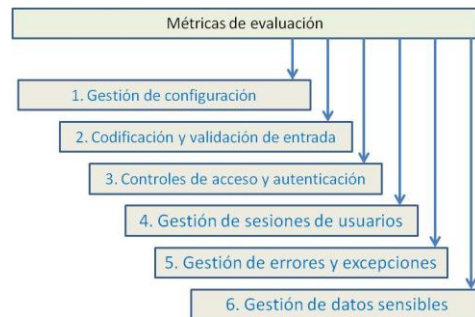 Métricas de evaluación
1. Gestión de configuración
2. Codificación y validación de entrada
3. Controles de acceso y autenticación
4. Gestión de sesiones de usuarios
5. Gestión de errores y excepciones
6. Gestión de datos sensibles